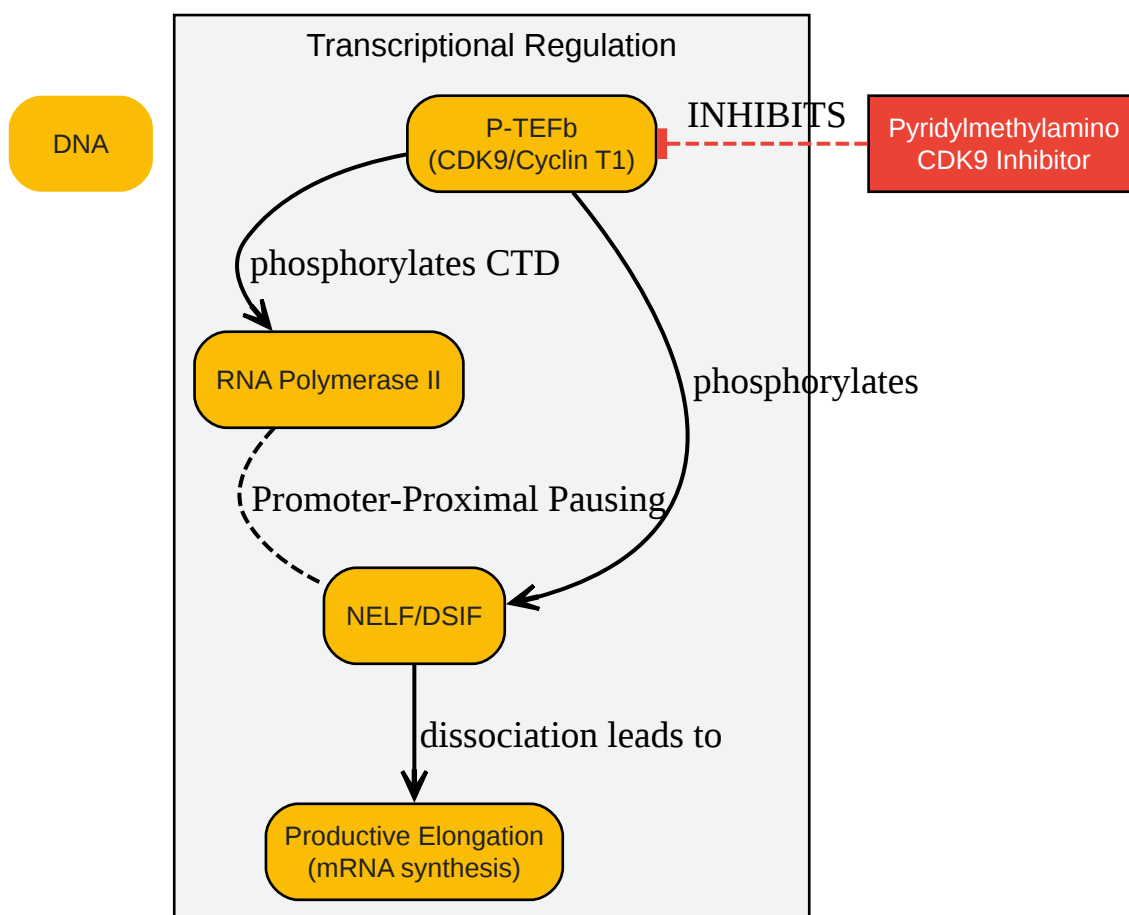 Transcriptional Regulation
DNA
P-TEFb
(CDK9/Cyclin T1)
INHIBITS
Pyridylmethylamino
CDK9 Inhibitor
phosphorylates CTD
RNA Polymerase II
phosphorylates
Promoter-Proximal Pausing
NELF/DSIF
dissociation leads to
Productive Elongation
(mRNA synthesis)